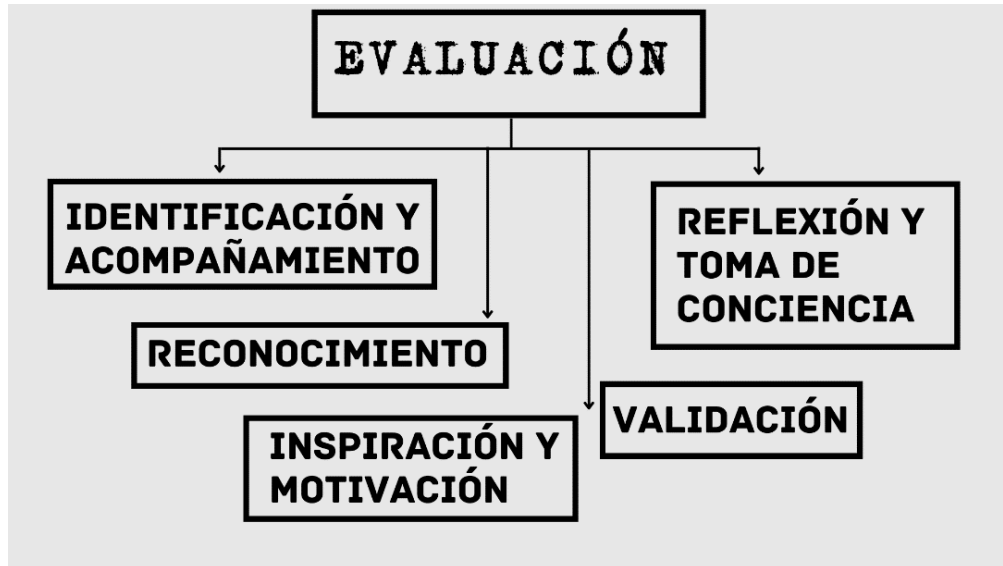 EVALUACIÓN
IDENTIFICACIÓN Y
ACOMPAÑAMIENTO
REFLEXIÓN Y
TOMA DE
CONCIENCIA
RECONOCIMIENTO
VALIDACIÓN
INSPIRACIÓN Y
MOTIVACIÓN